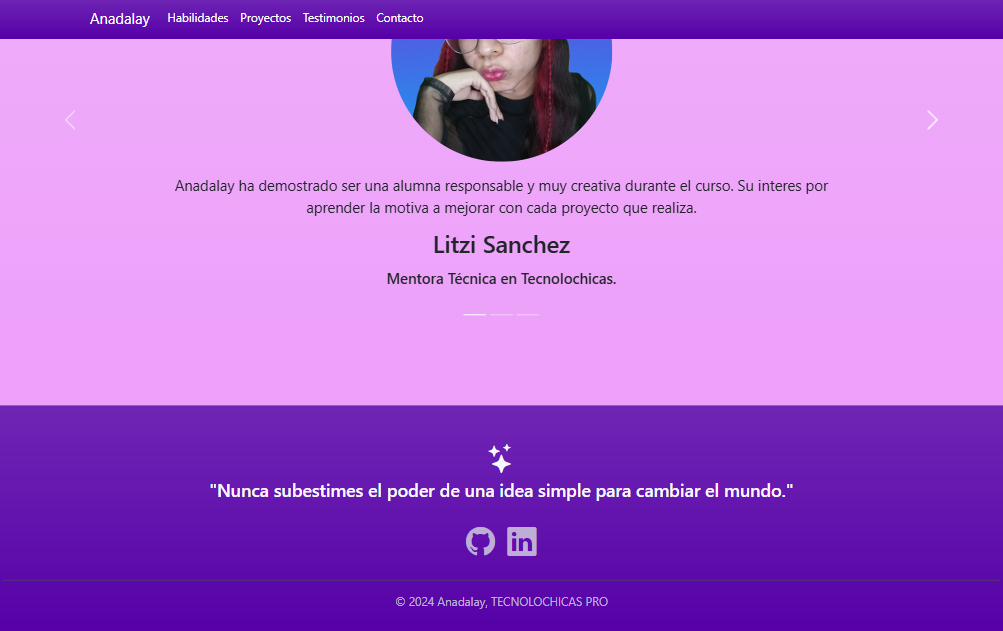 Anadalay Habilidades Proyectos Testimonios Contacto
Anadalay ha demostrado ser una alumna responsable y muy creativa durante el curso. Su interes por
aprender la motiva a mejorar con cada proyecto que realiza.
Litzi Sanchez
Mentora Técnica en Tecnolochicas.
"Nunca subestimes el poder de una idea simple para cambiar el mundo."
in
© 2024 Anadalay, TECNOLOCHICAS PRO